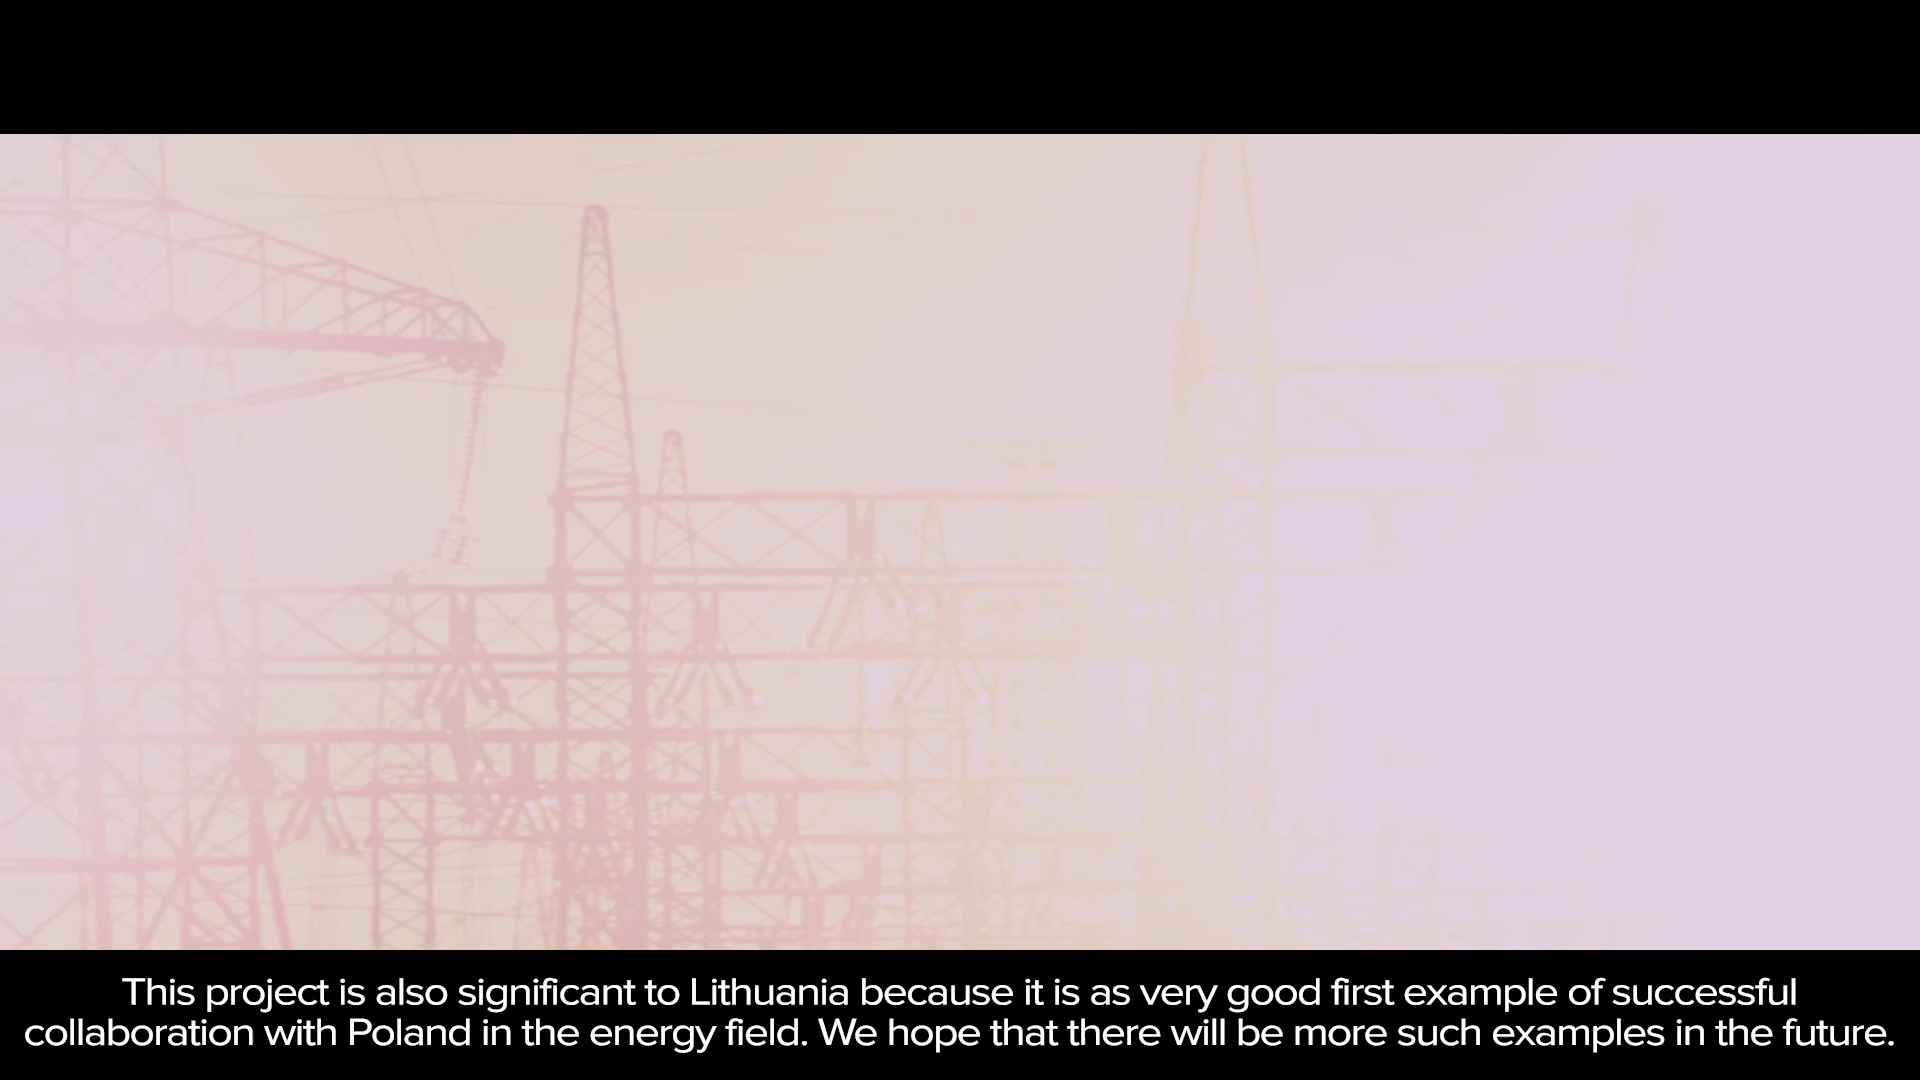 This project is also significant to Lithuania because it is as very good first example of successful
collaboration with Poland in the energy field. We hope that there will be more such examples in the future.